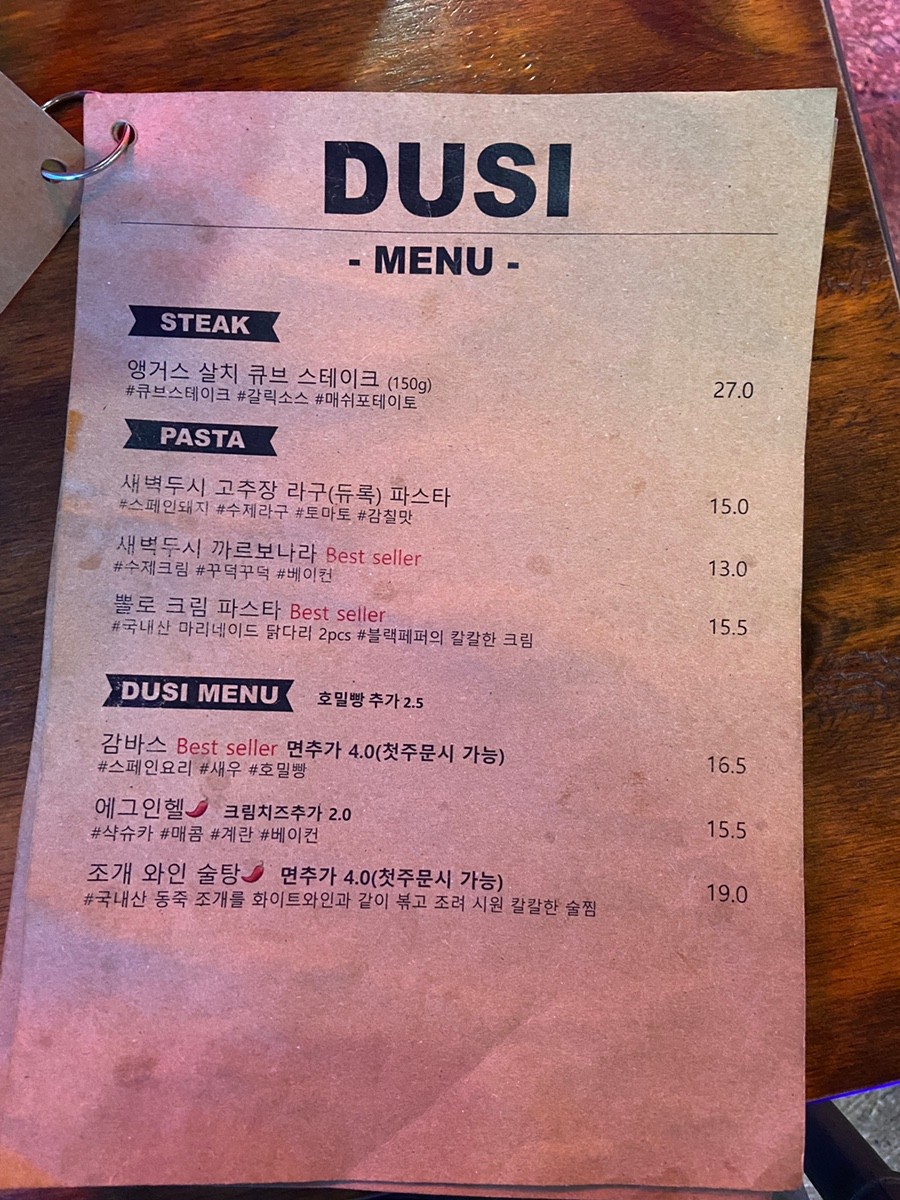 DUSI
- MENU -
STEAK
앵거스 살치 큐브 스테이크 (150g)
27.0
#큐브스테이크 #갈릭소스 #매쉬포테이토
PASTA
새벽두시 고추장 라구(듀록) 파스타
15.0
#스페인돼지 #수제라구 #토마토 #감칠맛
새벽두시 까르보나라 Best seller
13.0
#수제크림 #꾸덕꾸덕 #베이컨
뽈로 크림 파스타 Best seller
15.5
#국내산 마리네이드 닭다리 2pcs #블랙페퍼의 칼칼한 크림
DUSI MENU 호밀빵 추가 2.5
감바스 Best seller 면추가 4.0(첫주문시 가능)
16.5
#스페인요리 #새우 #호밀빵
에그인헬🌶 크림치즈추가 2.0
15.5
#샥슈카 #매콤 #계란 #베이컨
조개 와인 술탕🌶 면추가 4.0(첫주문시 가능)
19.0
#국내산 동죽 조개를 화이트와인과 같이 볶고 조려 시원 칼칼한 술찜